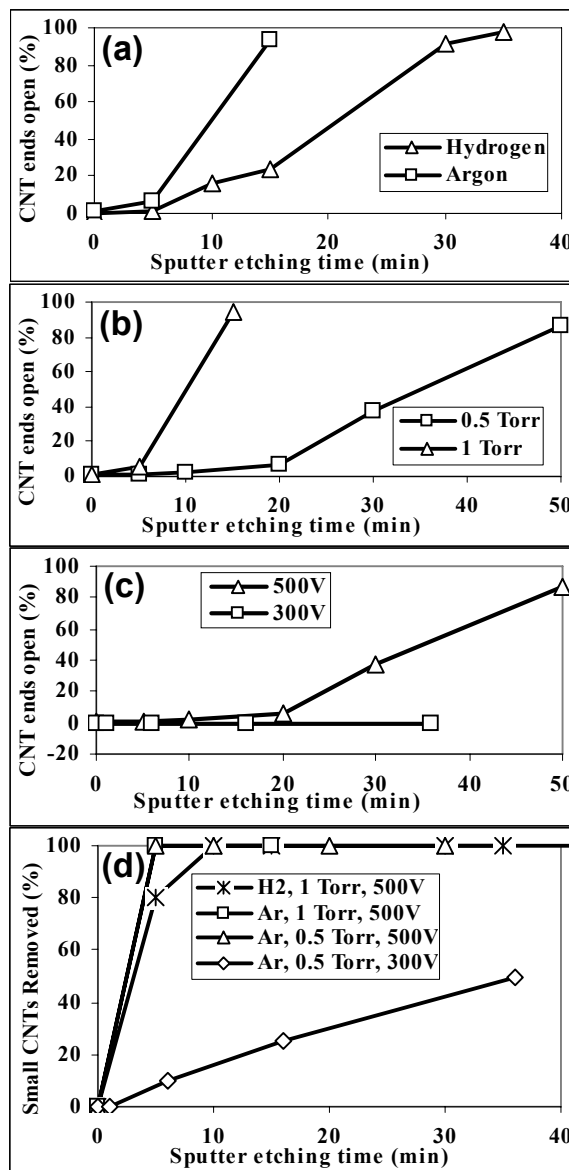 (a)
CNT ends open (%)
100
80
60
40
20
0
Hydrogen
Argon
0
10
20
30
40
Sputter etching time (min)
(b)
CNT ends open (%)
100
80
60
40
20
0
0.5 Torr
1 Torr
0
10
20
30
40
50
Sputter etching time (min)
(c)
CNT ends open (%)
100
80
60
40
20
0
-20
500V
300V
0
10
20
30
40
50
Sputter etching time (min)
(d)
Small CNTs Removed (%)
100
80
60
40
20
0
H2, 1 Torr, 500V
Ar, 1 Torr, 500V
Ar, 0.5 Torr, 500V
Ar, 0.5 Torr, 300V
0
10
20
30
40
Sputter etching time (min)